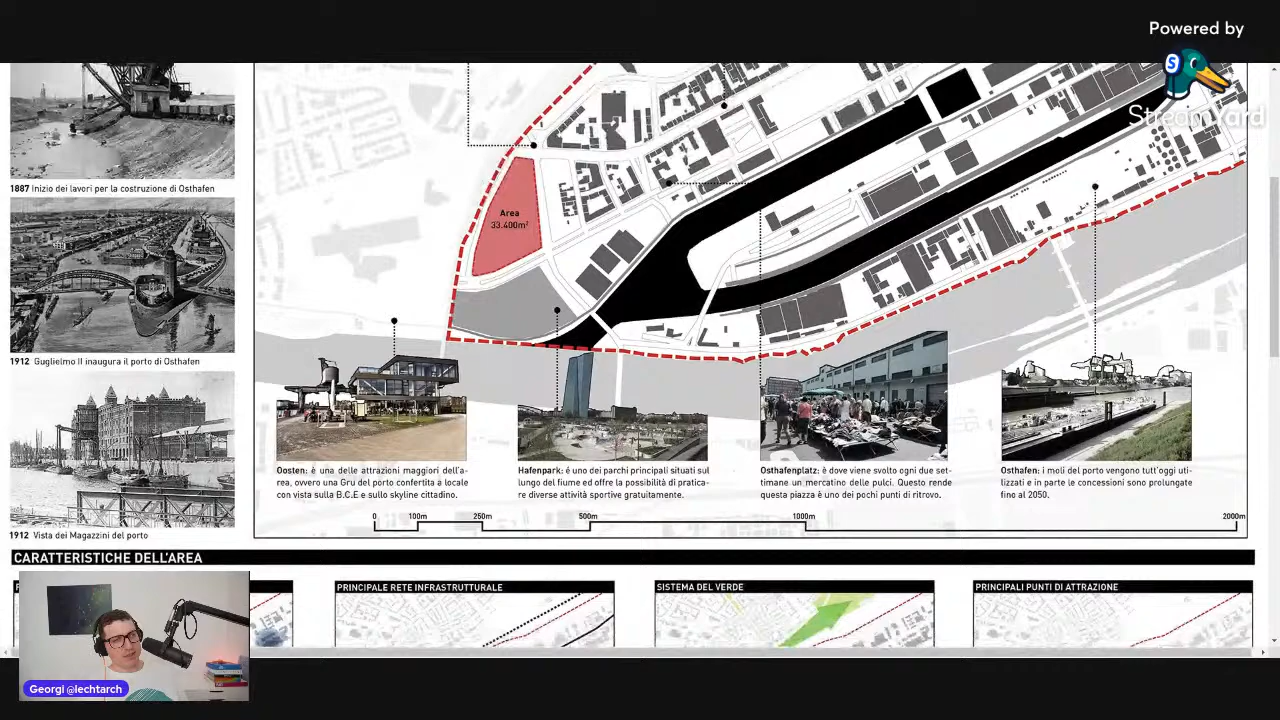 Powered by
StreamYard
1887 Inizio dei lavori per la costruzione di Osthafen
1912 Guglielmo II inaugura il porto di Osthafen
1912 Vista dei Magazzini del porto
Area
33.400m²
Oosten: è una delle attrazioni maggiori dell'a-
rea, ovvero una Gru del porto confertita a locale
con vista sulla B.C.E e sullo skyline cittadino.
Hafenpark: é uno dei parchi principali situati sul
lungo del fiume ed offre la possibilità di pratica-
re diverse attività sportive gratuitamente.
Osthafenplatz: è dove viene svolto ogni due set-
timane un mercatino delle pulci. Questo rende
questa piazza è uno dei pochi punti di ritrovo.
Osthafen: i moli del porto vengono tutt'oggi uti-
lizzati e in parte le concessioni sono prolungate
fino al 2050.
0 100m 250m 500m 1000m 2000m
CARATTERISTICHE DELL'AREA
PRINCIPALE RETE INFRASTRUTTURALE
SISTEMA DEL VERDE
PRINCIPALI PUNTI DI ATTRAZIONE
Georgi @lechtarch